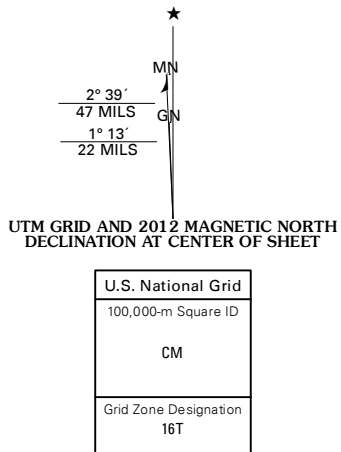 ★
MN
2° 39´
47 MILS
GN
1° 13´
22 MILS
UTM GRID AND 2012 MAGNETIC NORTH
DECLINATION AT CENTER OF SHEET
U.S. National Grid
100,000-m Square ID
CM
Grid Zone Designation
16T